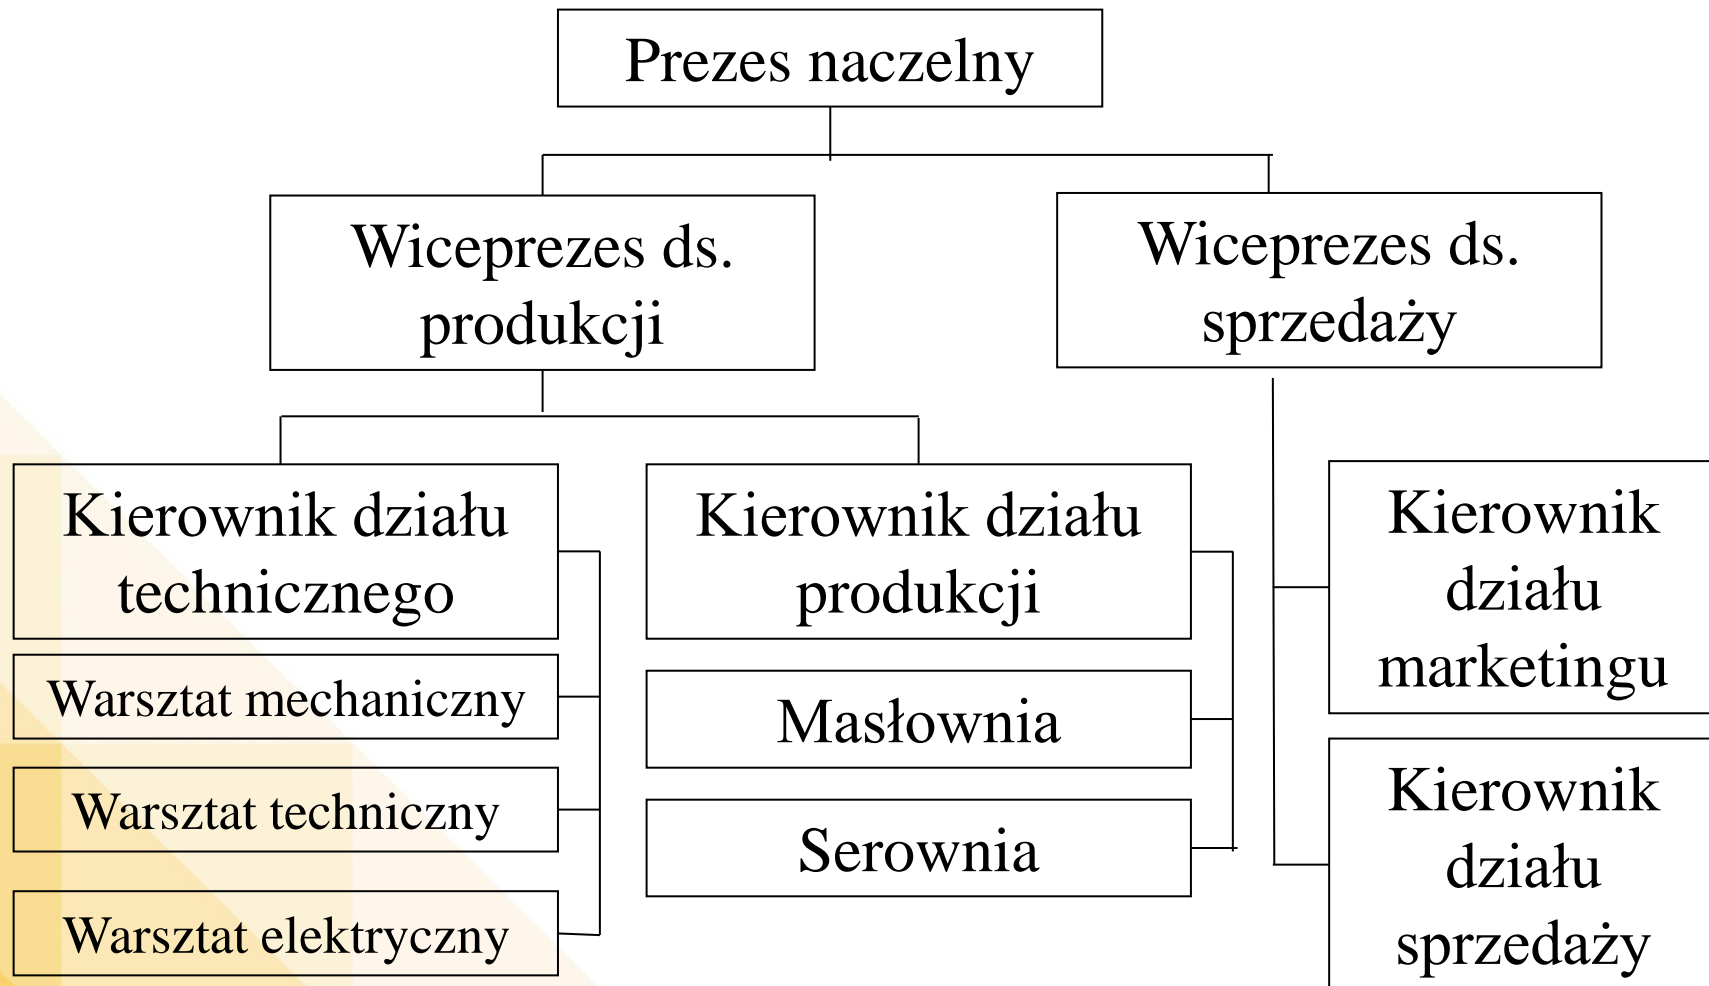 Prezes naczelny
Wiceprezes ds.
produkcji
Wiceprezes ds.
sprzedaży
Kierownik działu
technicznego
Warsztat mechaniczny
Warsztat techniczny
Warsztat elektryczny
Kierownik działu
produkcji
Masłownia
Serownia
Kierownik
działu
marketingu
Kierownik
działu
sprzedaży